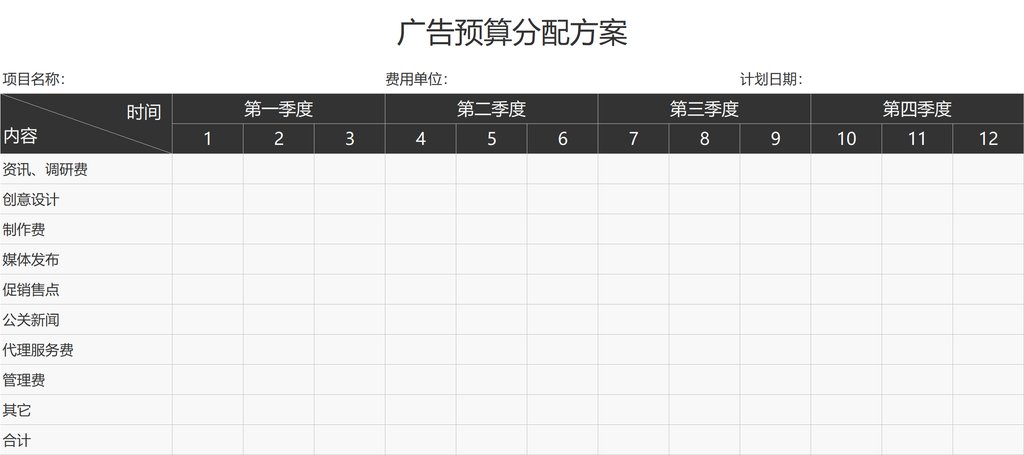 广告预算分配方案
项目名称： 费用单位： 计划日期：
时间 第一季度 第二季度 第三季度 第四季度
内容 1 2 3 4 5 6 7 8 9 10 11 12
资讯、调研费
创意设计
制作费
媒体发布
促销售点
公关新闻
代理服务费
管理费
其它
合计